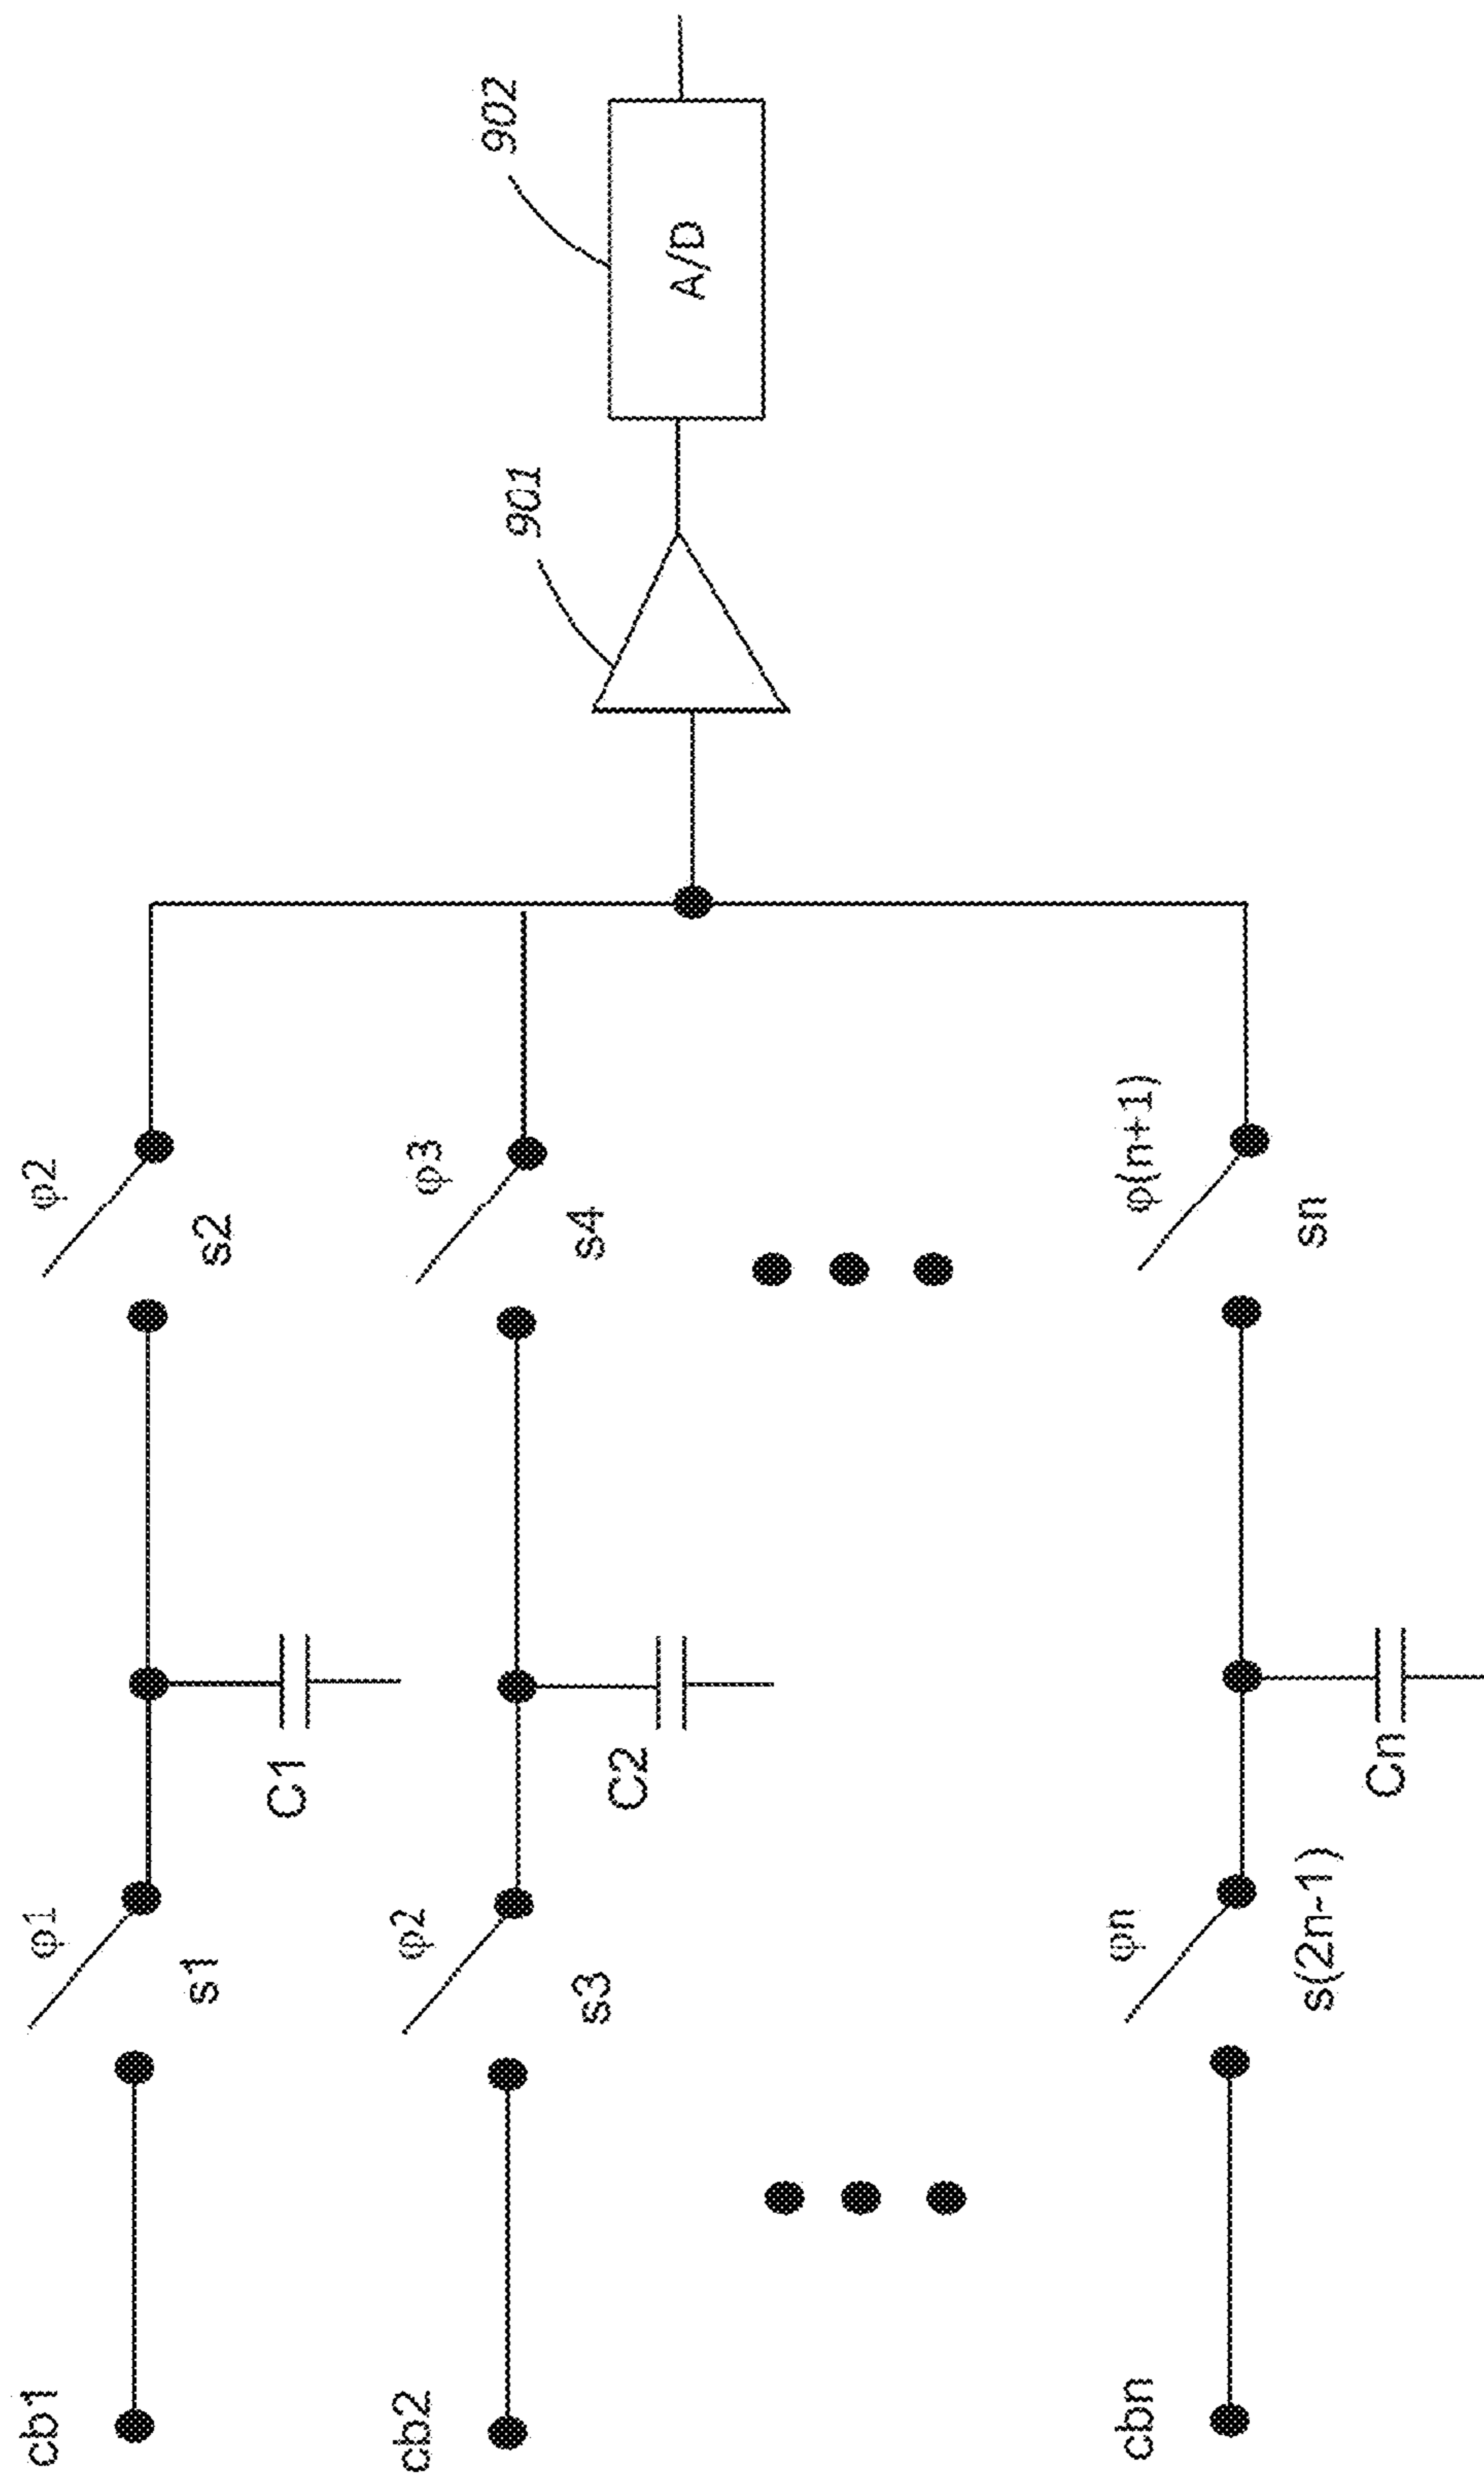 cb1
φ1
s1
C1
φ2
s2
cb2
φ2
s3
C2
φ3
s4
cbn
φn
s(2n-1)
Cn
φ(n+1)
sn
901
902
A/D